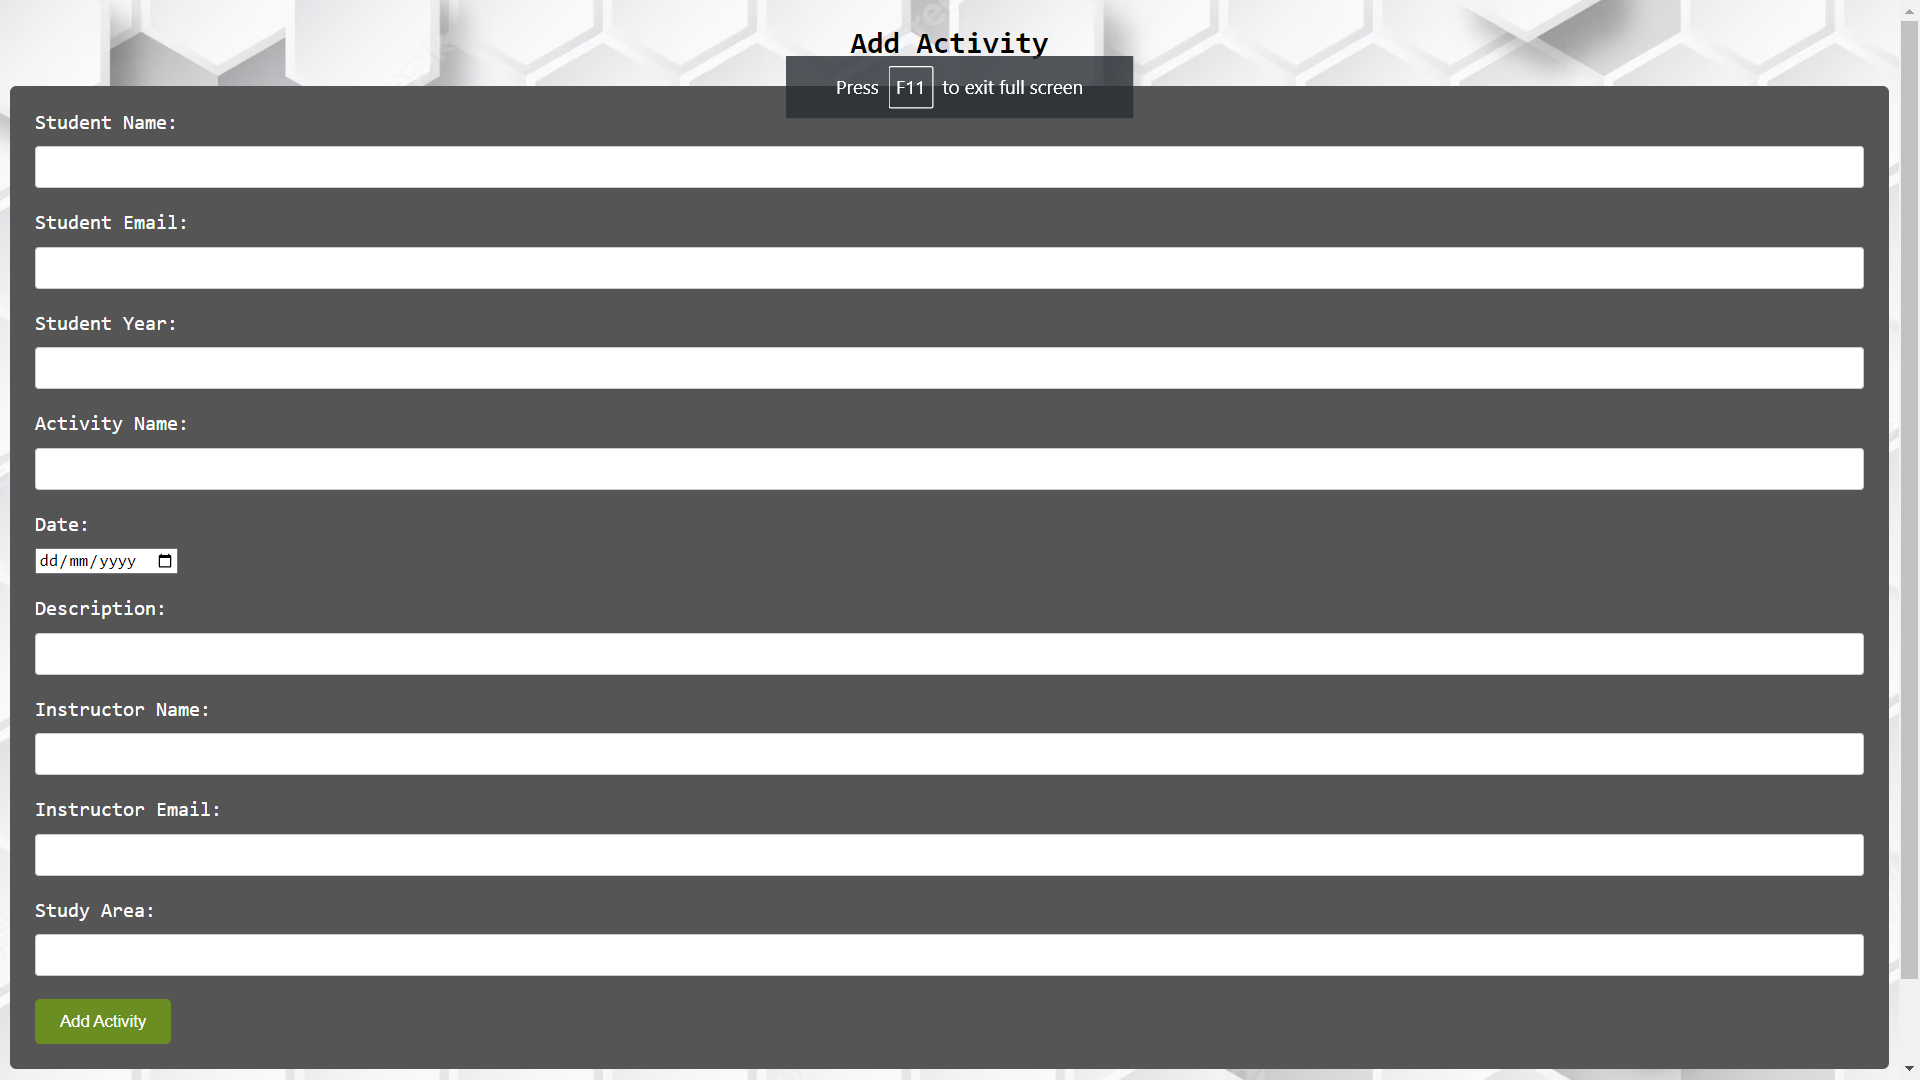 Add Activity
Press F11 to exit full screen
Student Name:
Student Email:
Student Year:
Activity Name:
Date:
dd/mm/yyyy
Description:
Instructor Name:
Instructor Email:
Study Area:
Add Activity